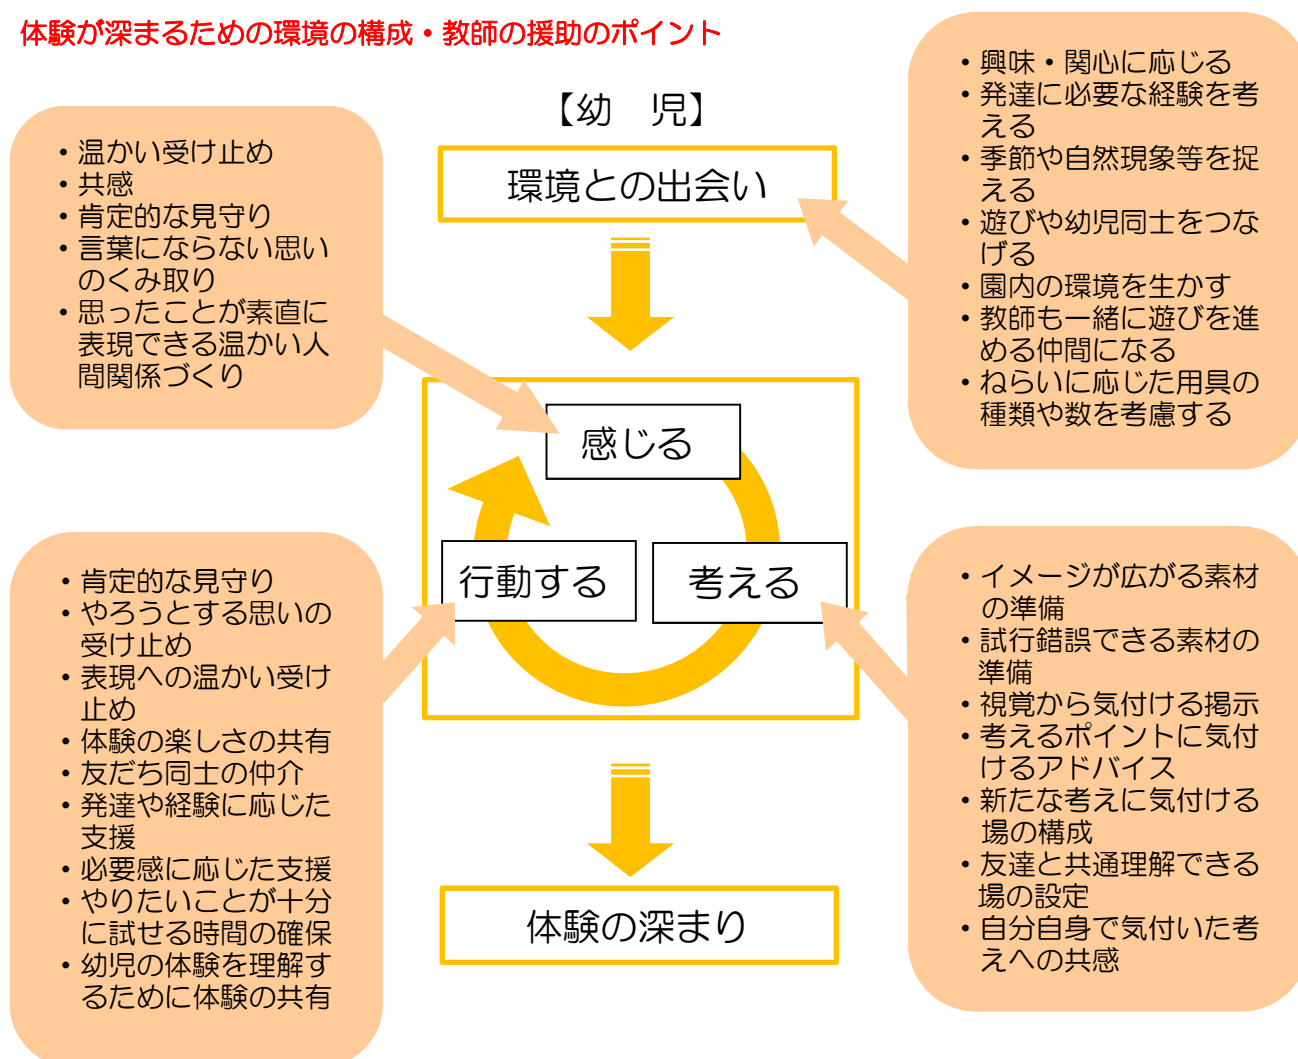 体験が深まるための環境の構成・教師の援助のポイント
【幼　児】
環境との出会い
・温かい受け止め
・共感
・肯定的な見守り
・言葉にならない思い
のくみ取り
・思ったことが素直に
表現できる温かい人
間関係づくり
・興味・関心に応じる
・発達に必要な経験を考
える
・季節や自然現象等を捉
える
・遊びや幼児同士をつな
げる
・園内の環境を生かす
・教師も一緒に遊びを進
める仲間になる
・ねらいに応じた用具の
種類や数を考慮する
感じる
行動する
考える
・肯定的な見守り
・やろうとする思いの
受け止め
・表現への温かい受け
止め
・体験の楽しさの共有
・友だち同士の仲介
・発達や経験に応じた
支援
・必要感に応じた支援
・やりたいことが十分
に試せる時間の確保
・幼児の体験を理解す
るために体験の共有
・イメージが広がる素材
の準備
・試行錯誤できる素材の
準備
・視覚から気付ける掲示
・考えるポイントに気付
けるアドバイス
・新たな考えに気付ける
場の構成
・友達と共通理解できる
場の設定
・自分自身で気付いた考
えへの共感
体験の深まり